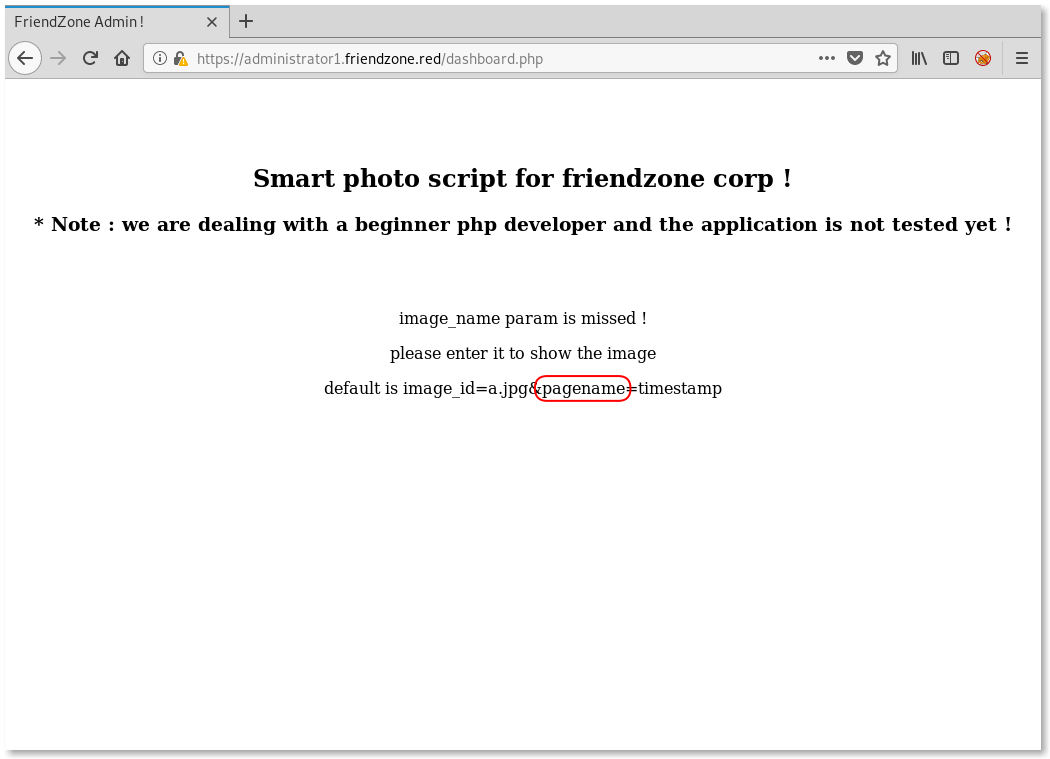 FriendZone Admin !
https://administrator1.friendzone.red/dashboard.php
Smart photo script for friendzone corp !
* Note : we are dealing with a beginner php developer and the application is not tested yet !
image_name param is missed !
please enter it to show the image
default is image_id=a.jpg&pagename=timestamp